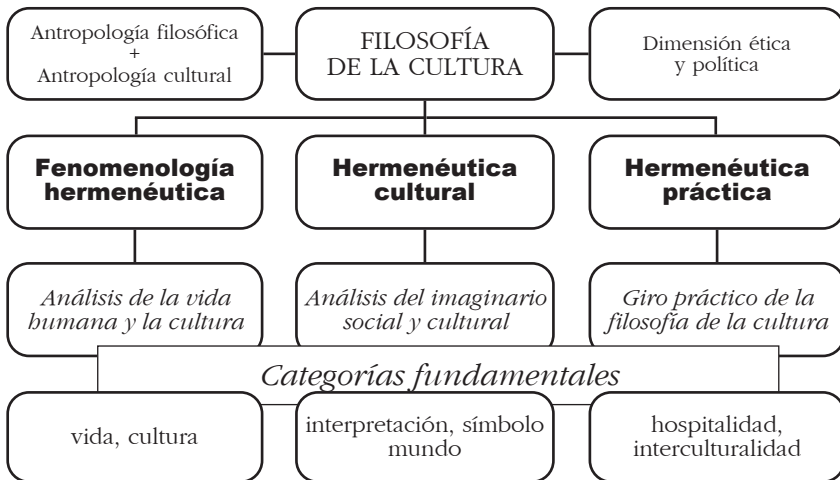 Antropología filosófica
+
Antropología cultural
FILOSOFÍA
DE LA CULTURA
Dimensión ética
y política
Fenomenología
hermenéutica
Hermenéutica
cultural
Hermenéutica
práctica
Análisis de la vida
humana y la cultura
Análisis del imaginario
social y cultural
Giro práctico de la
filosofía de la cultura
Categorías fundamentales
vida, cultura
interpretación, símbolo
mundo
hospitalidad,
interculturalidad